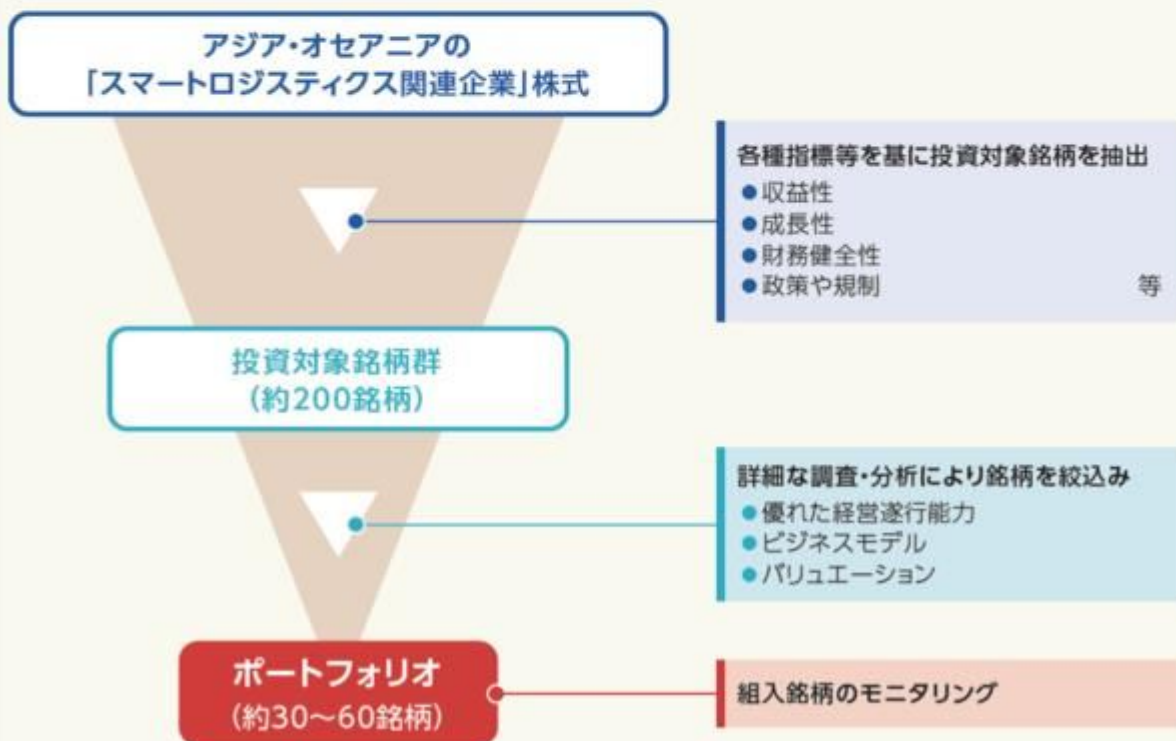 アジア・オセアニアの
「スマートロジスティクス関連企業」株式
各種指標等を基に投資対象銘柄を抽出
●収益性
●成長性
●財務健全性
●政策や規制 等
投資対象銘柄群
(約200銘柄)
詳細な調査・分析により銘柄を絞込み
●優れた経営遂行能力
●ビジネスモデル
●バリュエーション
ポートフォリオ
(約30～60銘柄)
組入銘柄のモニタリング